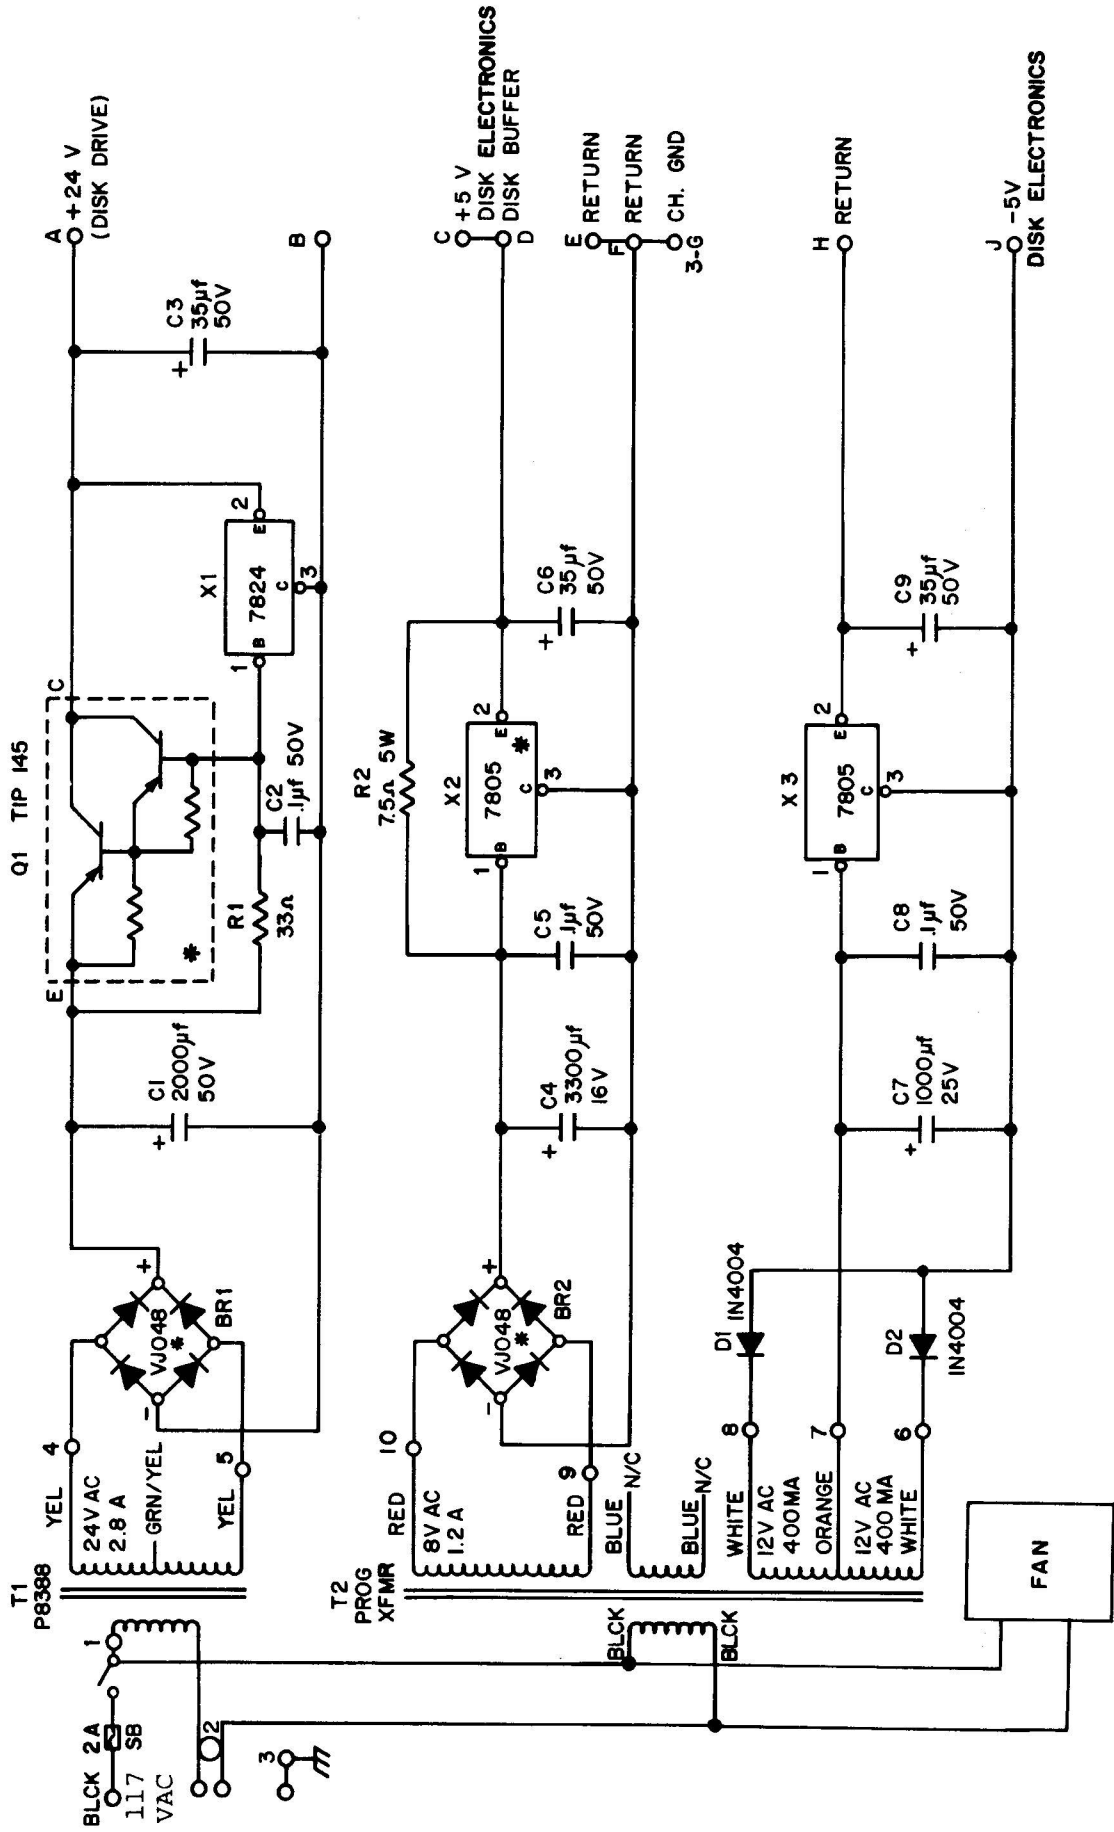 BLCK 2A
SB
117
VAC
1
2
3
T1
P8388
YEL
4
24V AC
2.8 A
GRN/YEL
YEL
5
+
VJ048
*
-
BR1
+
C1
2000µf
50V
Q1 TIP 145
E
C
*
R1
33Ω
C2
.1µf 50V
X1
7824
1
B
C
3
E
2
+
C3
35µf
50V
A
+24 V
(DISK DRIVE)
B
T2
PROG
XFMR
BLCK
BLCK
RED
10
8V AC
1.2 A
RED
9
BLUE
N/C
BLUE
N/C
+
VJ048
*
-
BR2
+
C4
3300µf
16V
C5
.1µf
50V
R2
7.5Ω 5W
X2
7805
*
1
B
C
3
E
2
+
C6
35µf
50V
C
+5 V
DISK ELECTRONICS
DISK BUFFER
D
E
RETURN
F
RETURN
3-G
CH. GND
WHITE
8
12V AC
400MA
ORANGE
7
12V AC
400 MA
WHITE
6
D1
IN4004
D2
IN4004
+
C7
1000µf
25V
C8
.1µf
50V
X3
7805
1
B
C
3
E
2
+
C9
35µf
50V
H
RETURN
J
-5V
DISK ELECTRONICS
FAN